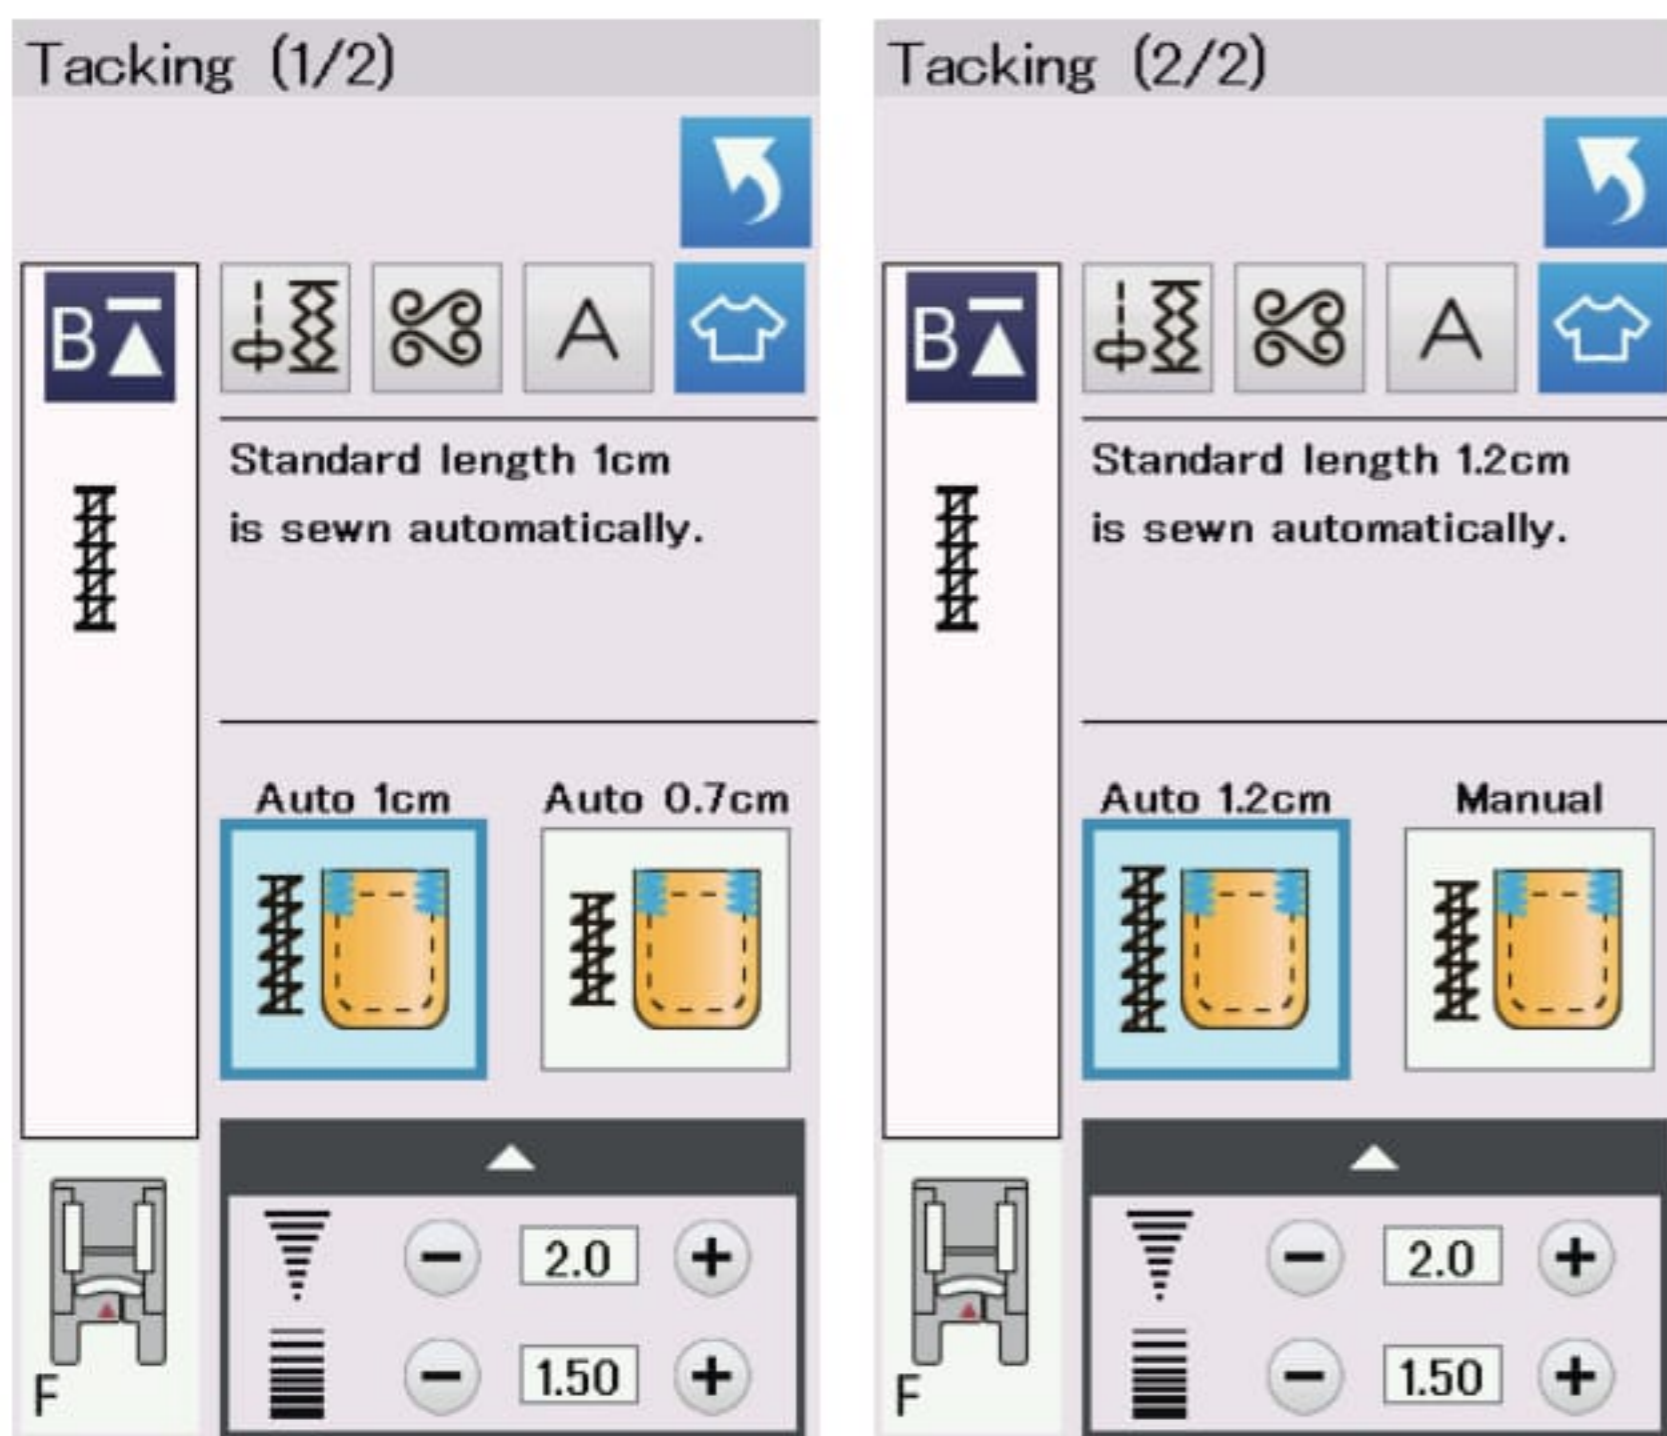 Tacking (1/2)
B
A
Standard length 1cm
is sewn automatically.
Auto 1cm
Auto 0.7cm
2.0
1.50
F
Tacking (2/2)
B
A
Standard length 1.2cm
is sewn automatically.
Auto 1.2cm
Manual
2.0
1.50
F